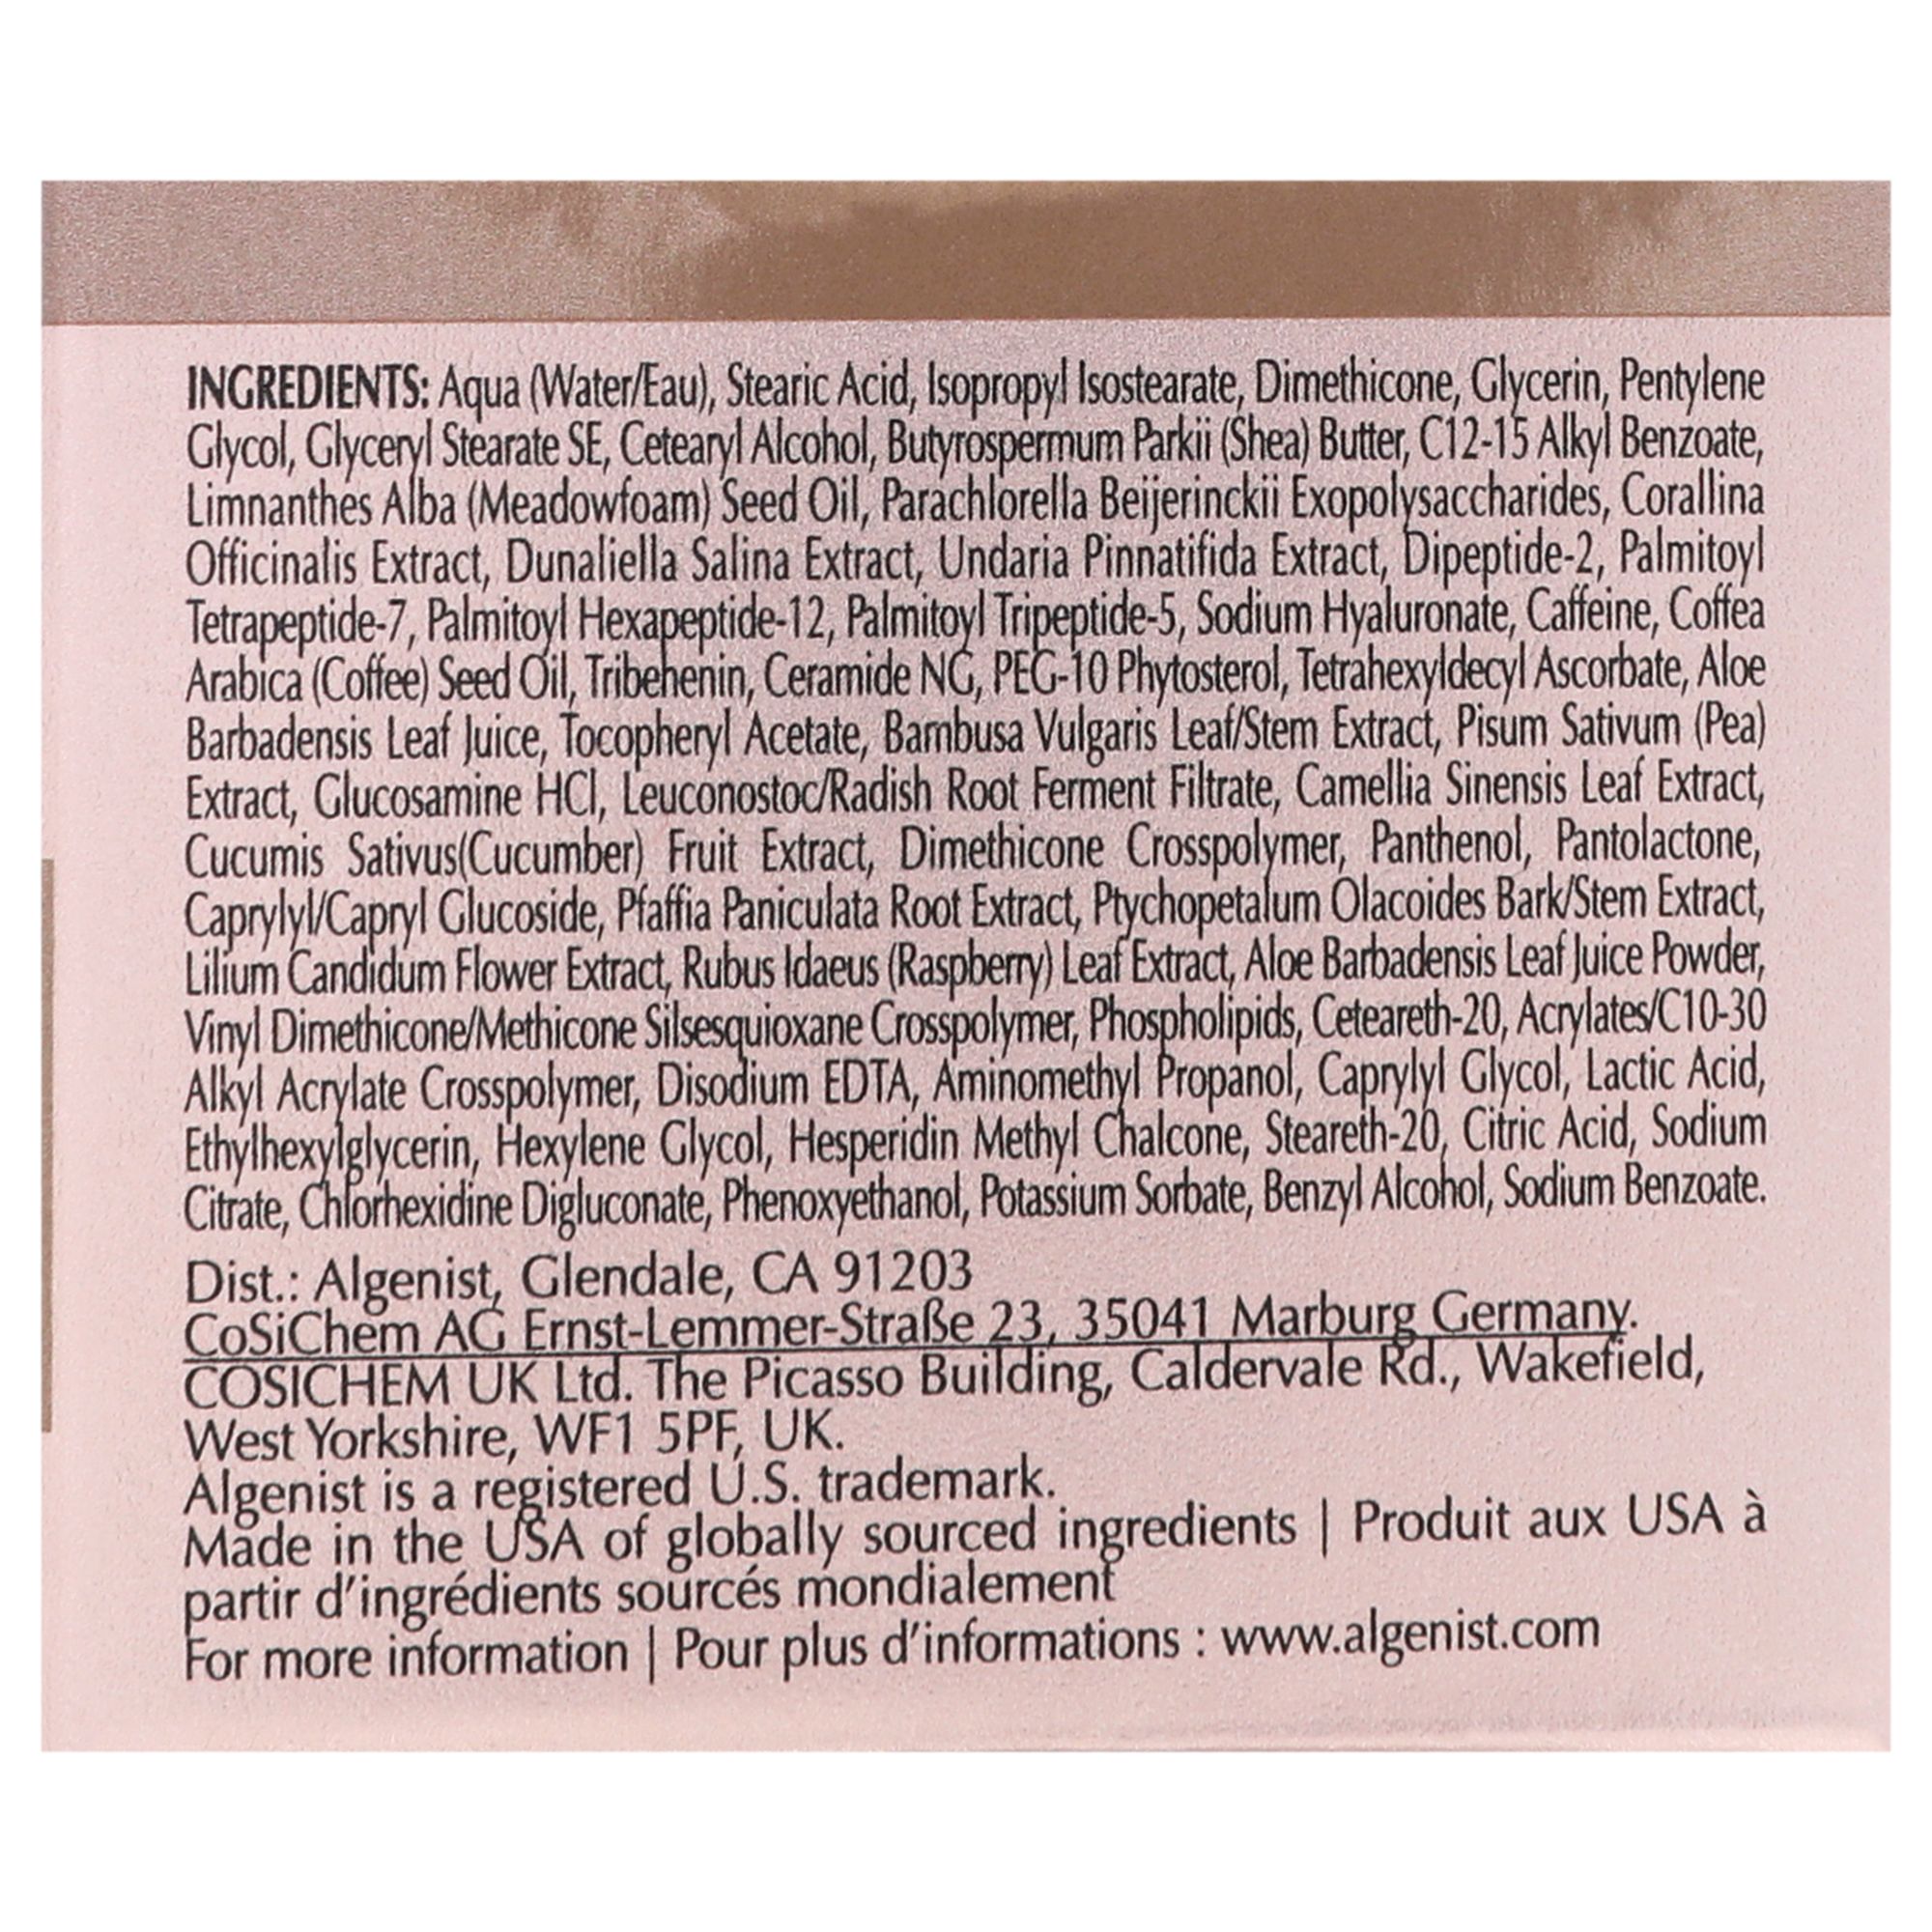 INGREDIENTS: Aqua (Water/Eau), Stearic Acid, Isopropyl Isostearate, Dimethicone, Glycerin, Pentylene
Glycol, Glyceryl Stearate SE, Cetearyl Alcohol, Butyrospermum Parkii (Shea) Butter, C12-15 Alkyl Benzoate,
Limnanthes Alba (Meadowfoam) Seed Oil, Parachlorella Beijerinckii Exopolysaccharides, Corallina
Officinalis Extract, Dunaliella Salina Extract, Undaria Pinnatifida Extract, Dipeptide-2, Palmitoyl
Tetrapeptide-7, Palmitoyl Hexapeptide-12, Palmitoyl Tripeptide-5, Sodium Hyaluronate, Caffeine, Coffea
Arabica (Coffee) Seed Oil, Tribehenin, Ceramide NG, PEG-10 Phytosterol, Tetrahexyldecyl Ascorbate, Aloe
Barbadensis Leaf Juice, Tocopheryl Acetate, Bambusa Vulgaris Leaf/Stem Extract, Pisum Sativum (Pea)
Extract, Glucosamine HCl, Leuconostoc/Radish Root Ferment Filtrate, Camellia Sinensis Leaf Extract,
Cucumis Sativus(Cucumber) Fruit Extract, Dimethicone Crosspolymer, Panthenol, Pantolactone,
Caprylyl/Capryl Glucoside, Pfaffia Paniculata Root Extract, Ptychopetalum Olacoides Bark/Stem Extract,
Lilium Candidum Flower Extract, Rubus Idaeus (Raspberry) Leaf Extract, Aloe Barbadensis Leaf Juice Powder,
Vinyl Dimethicone/Methicone Silsesquioxane Crosspolymer, Phospholipids, Ceteareth-20, Acrylates/C10-30
Alkyl Acrylate Crosspolymer, Disodium EDTA, Aminomethyl Propanol, Caprylyl Glycol, Lactic Acid,
Ethylhexylglycerin, Hexylene Glycol, Hesperidin Methyl Chalcone, Steareth-20, Citric Acid, Sodium
Citrate, Chlorhexidine Digluconate, Phenoxyethanol, Potassium Sorbate, Benzyl Alcohol, Sodium Benzoate.
Dist.: Algenist, Glendale, CA 91203
CoSiChem AG Ernst-Lemmer-Straße 23, 35041 Marburg Germany.
COSICHEM UK Ltd. The Picasso Building, Caldervale Rd., Wakefield,
West Yorkshire, WF1 5PF, UK.
Algenist is a registered U.S. trademark.
Made in the USA of globally sourced ingredients | Produit aux USA à
partir d'ingrédients sourcés mondialement
For more information | Pour plus d'informations : www.algenist.com